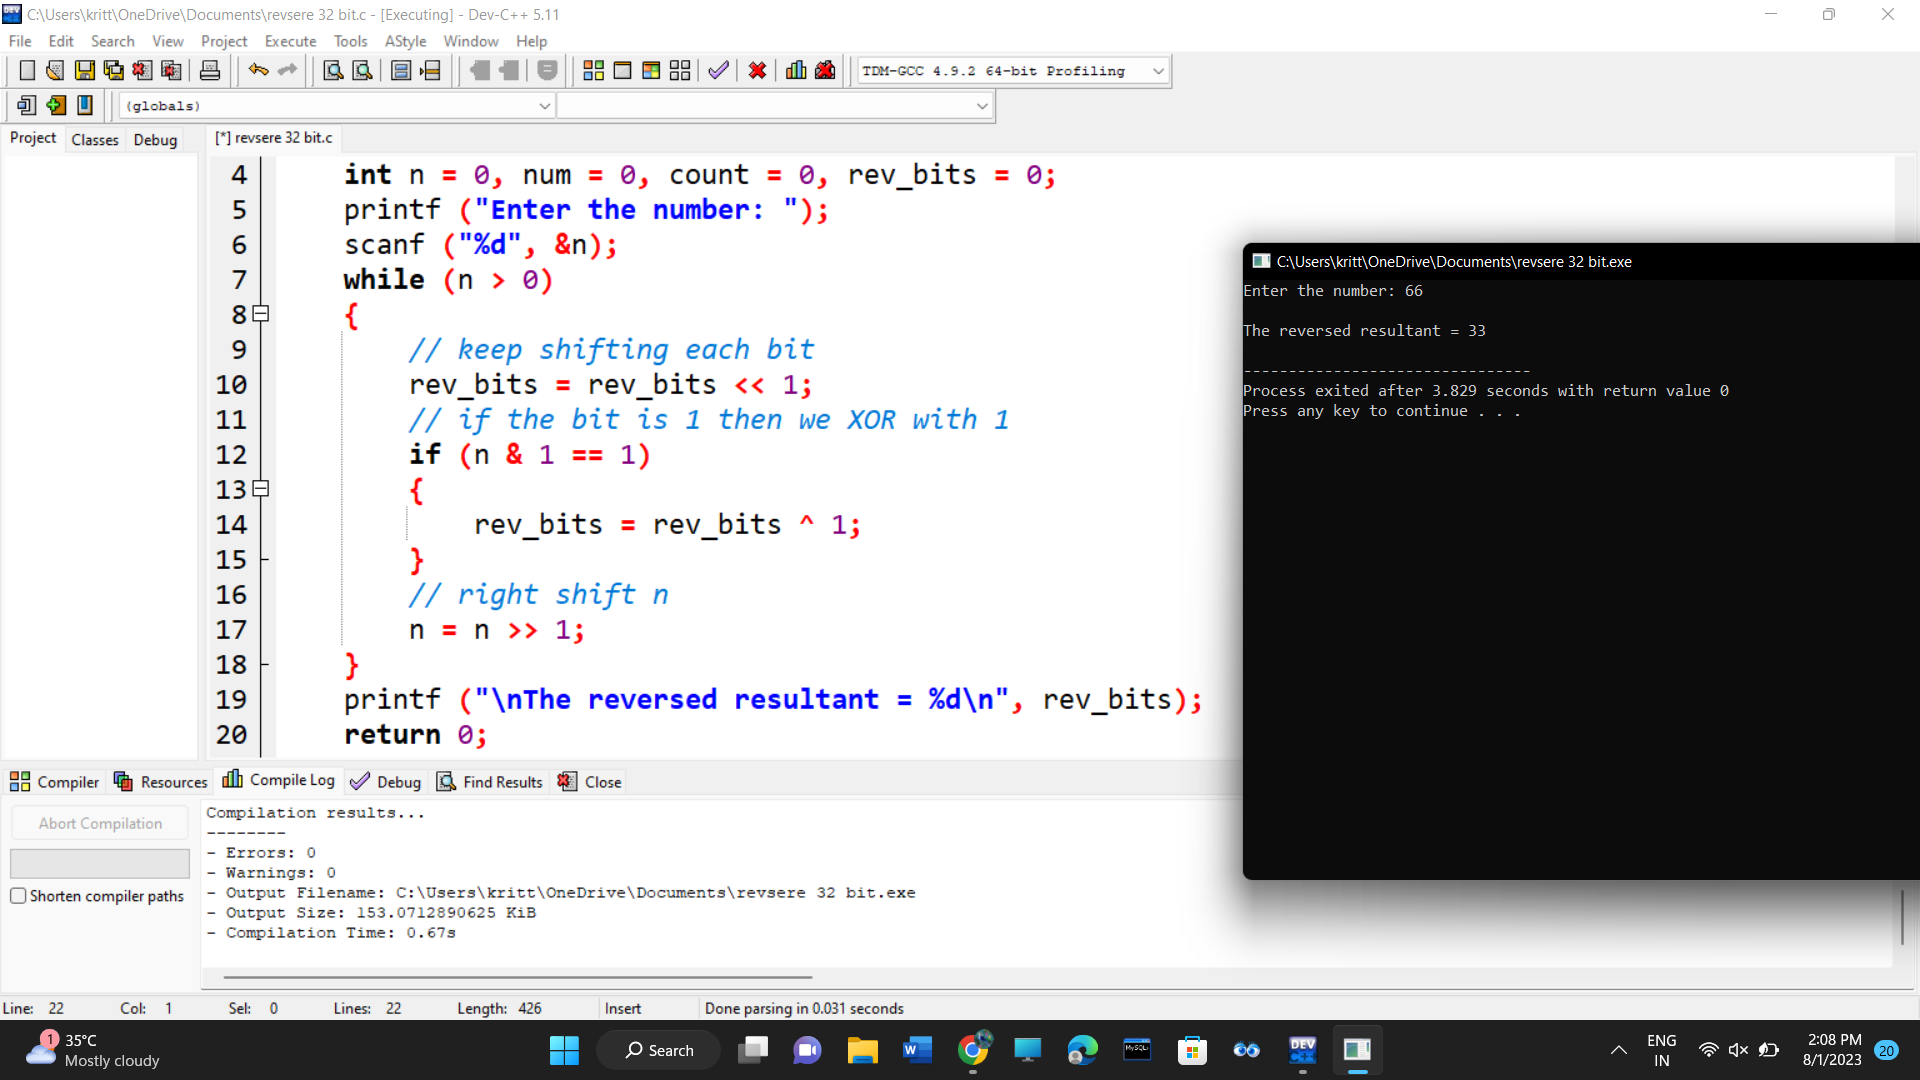 C:\Users\kritt\OneDrive\Documents\revsere 32 bit.c - [Executing] - Dev-C++ 5.11
File Edit Search View Project Execute Tools AStyle Window Help
TDM-GCC 4.9.2 64-bit Profiling
(globals)
Project Classes Debug
[*] revsere 32 bit.c
4 int n = 0, num = 0, count = 0, rev_bits = 0;
5 printf ("Enter the number: ");
6 scanf ("%d", &n);
7 while (n > 0)
8 {
9 // keep shifting each bit
10 rev_bits = rev_bits << 1;
11 // if the bit is 1 then we XOR with 1
12 if (n & 1 == 1)
13 {
14 rev_bits = rev_bits ^ 1;
15 }
16 // right shift n
17 n = n >> 1;
18 }
19 printf ("\nThe reversed resultant = %d\n", rev_bits);
20 return 0;
C:\Users\kritt\OneDrive\Documents\revsere 32 bit.exe
Enter the number: 66
The reversed resultant = 33
--------------------------------
Process exited after 3.829 seconds with return value 0
Press any key to continue . . .
Compiler Resources Compile Log Debug Find Results Close
Abort Compilation
Shorten compiler paths
Compilation results...
--------
- Errors: 0
- Warnings: 0
- Output Filename: C:\Users\kritt\OneDrive\Documents\revsere 32 bit.exe
- Output Size: 153.0712890625 KiB
- Compilation Time: 0.67s
Line: 22 Col: 1 Sel: 0 Lines: 22 Length: 426 Insert Done parsing in 0.031 seconds
1
35°C
Mostly cloudy
Search
W
MySQL
DEV
C++
ENG
IN
2:08 PM
8/1/2023
20